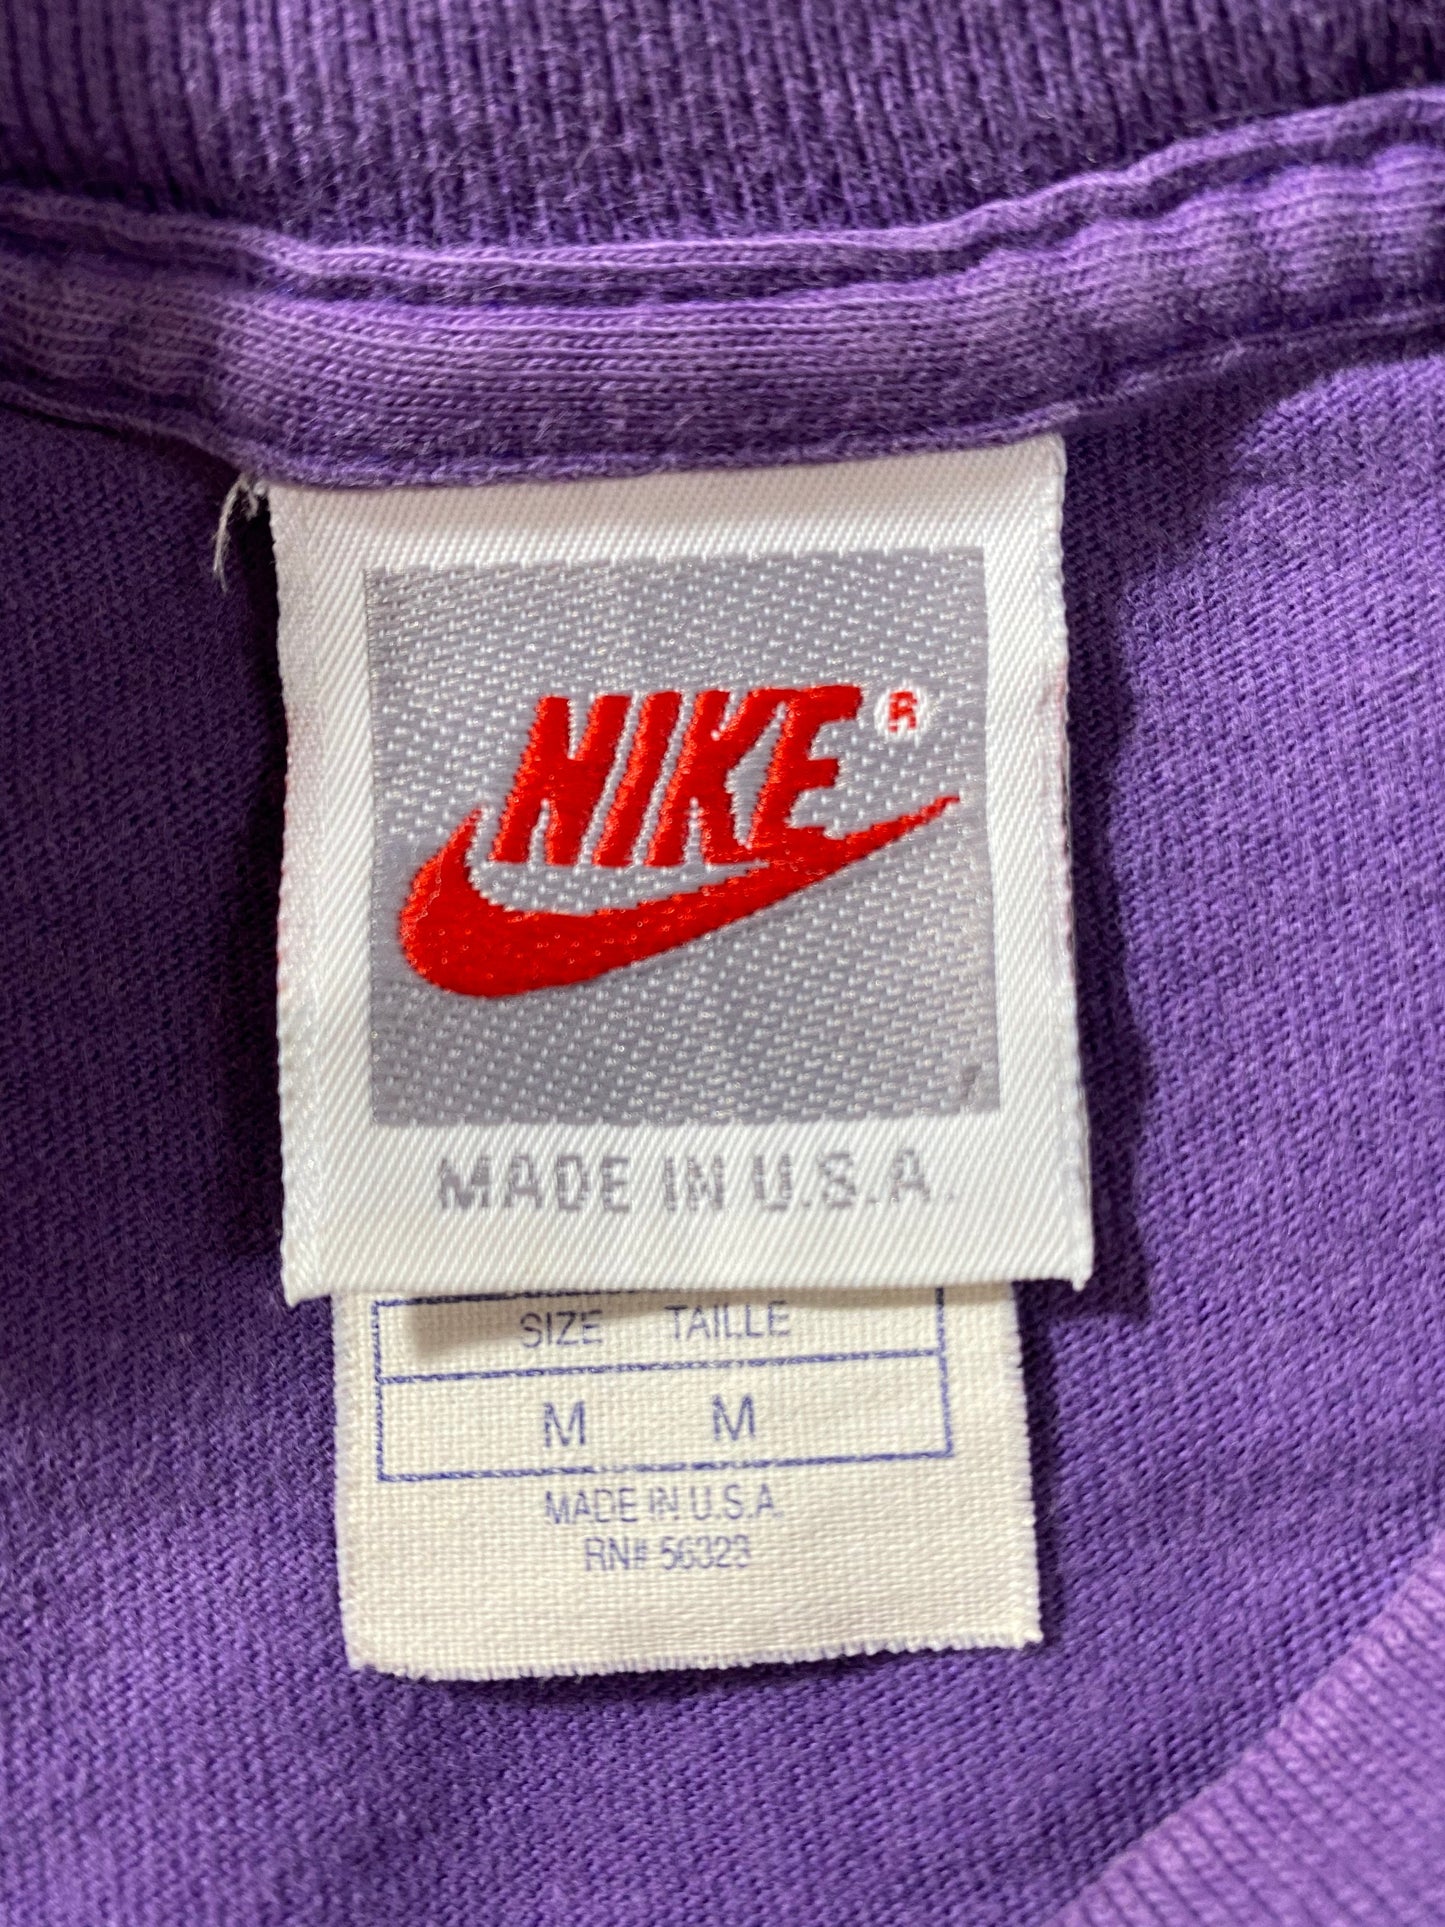 NIKE®
MADE IN U.S.A.
SIZE TAILLE
M M
MADE IN U.S.A.
RN# 56323